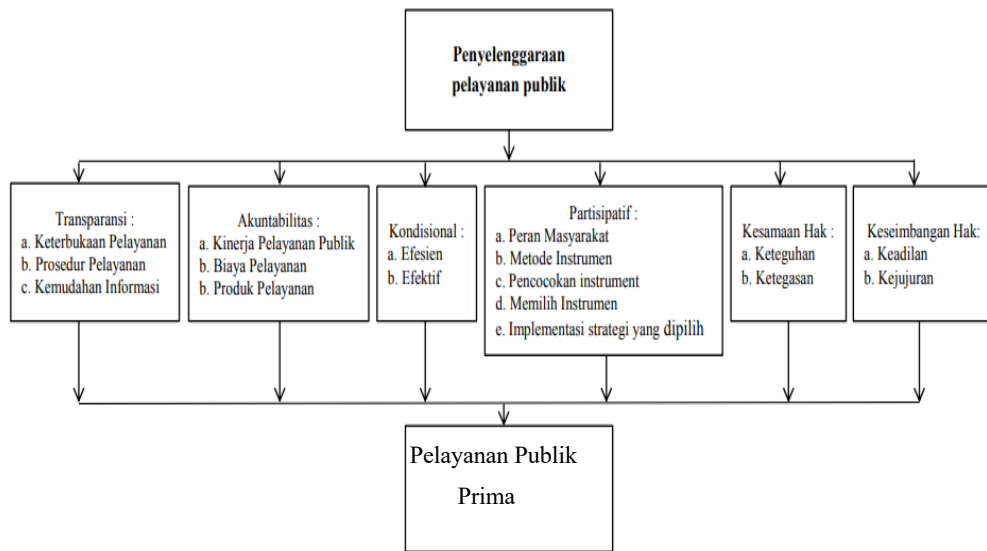 Penyelenggaraan
pelayanan publik
Transparansi :
a. Keterbukaan Pelayanan
b. Prosedur Pelayanan
c. Kemudahan Informasi
Akuntabilitas :
a. Kinerja Pelayanan Publik
b. Biaya Pelayanan
b. Produk Pelayanan
Kondisional :
a. Efesien
b. Efektif
Partisipatif :
a. Peran Masyarakat
b. Metode Instrumen
c. Pencocokan instrument
d. Memilih Instrumen
e. Implementasi strategi yang dipilih
Kesamaan Hak :
a. Keteguhan
b. Ketegasan
Keseimbangan Hak:
a. Keadilan
b. Kejujuran
Pelayanan Publik
Prima